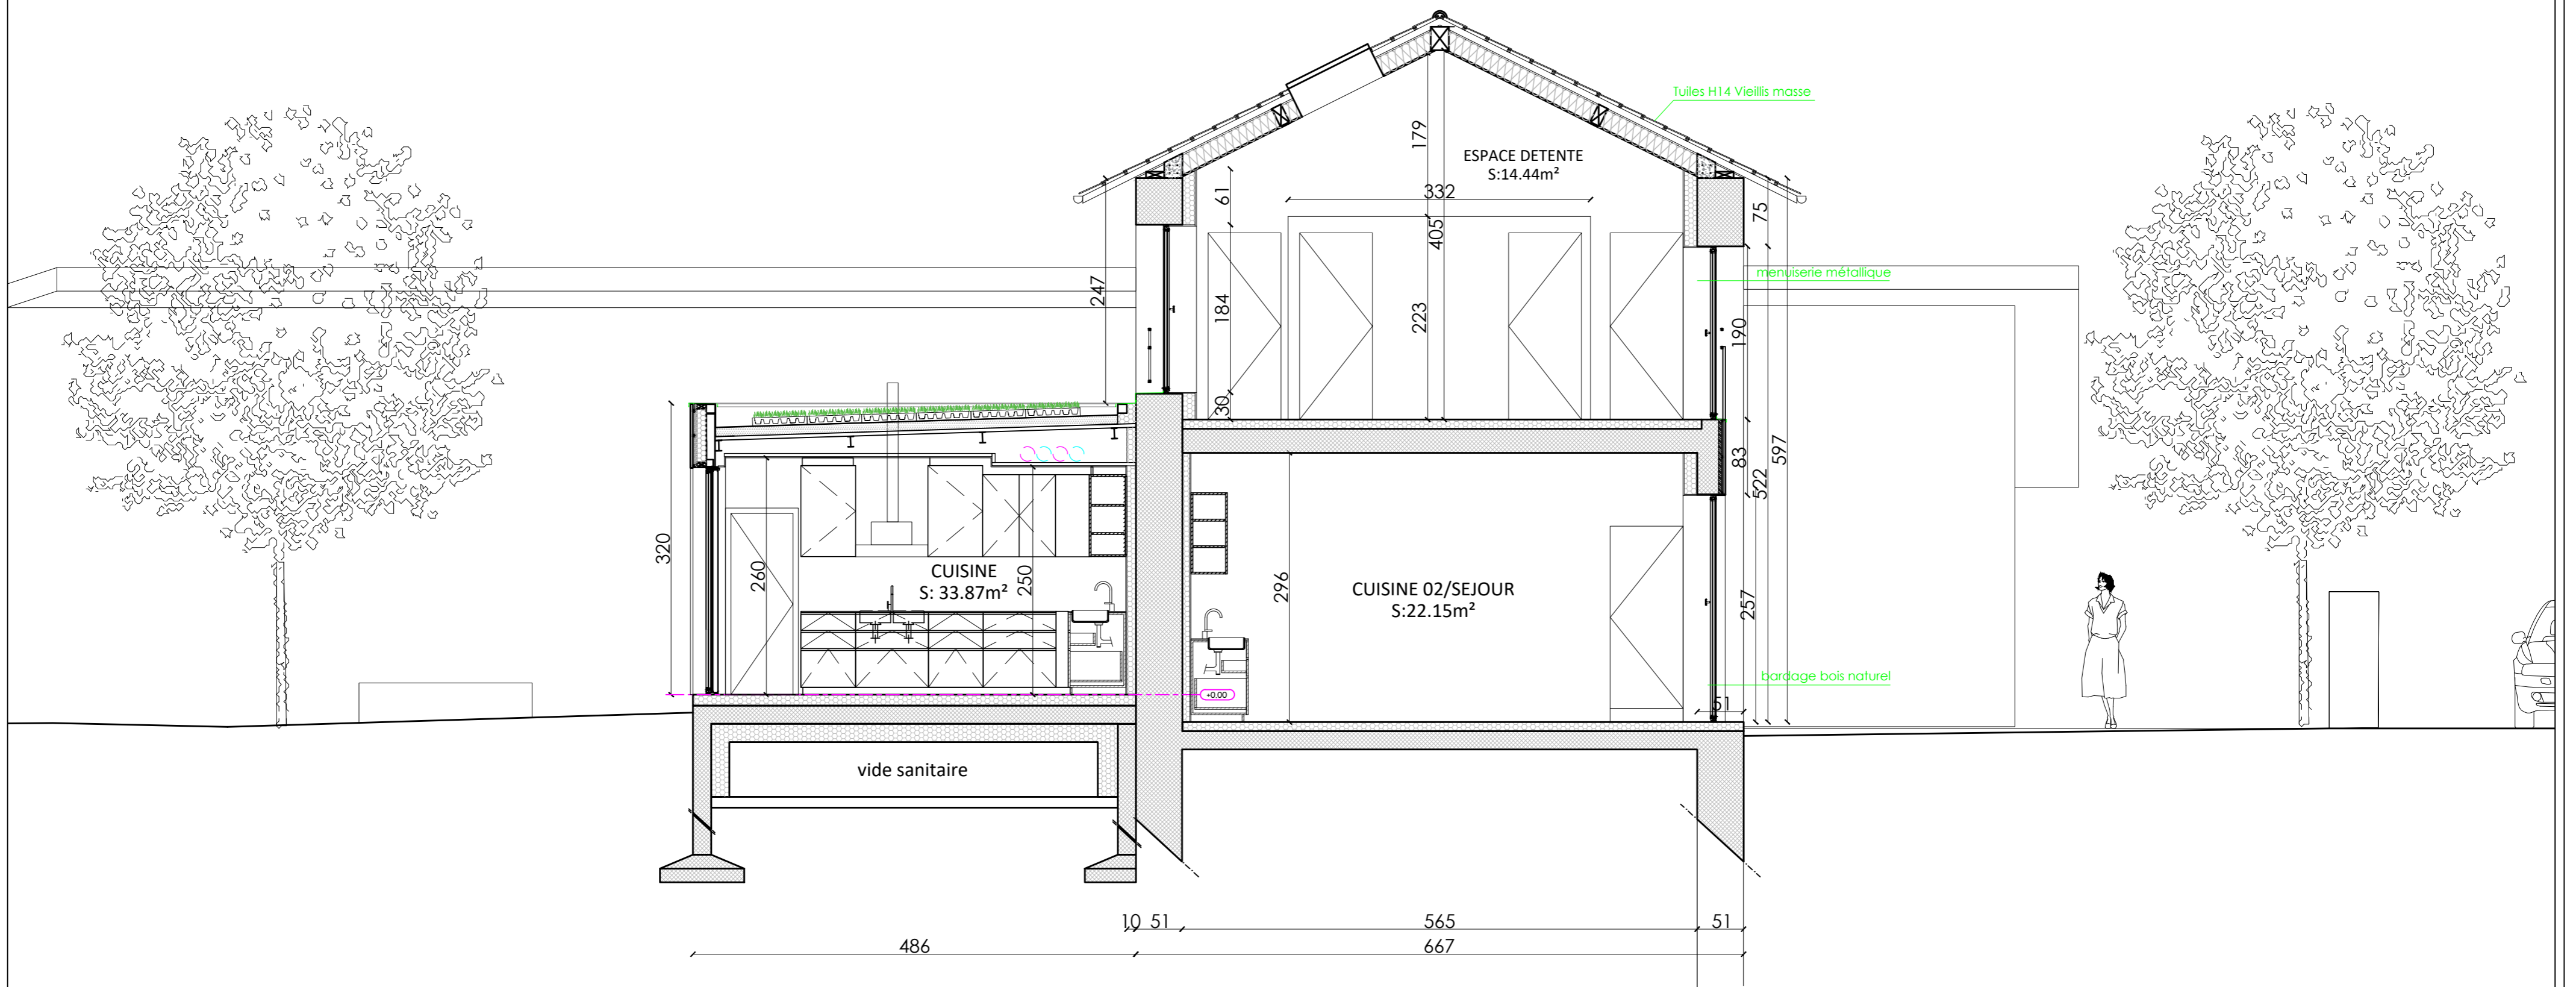 Tuiles H14 Vieillis masse
179
ESPACE DETENTE
S:14.44m²
332
61
75
405
menuiserie métallique
247
184
223
190
30
83
522
597
320
260
CUISINE
S: 33.87m²
250
296
CUISINE 02/SEJOUR
S:22.15m²
257
bardage bois naturel
+0.00
51
vide sanitaire
10 51
565
51
486
667